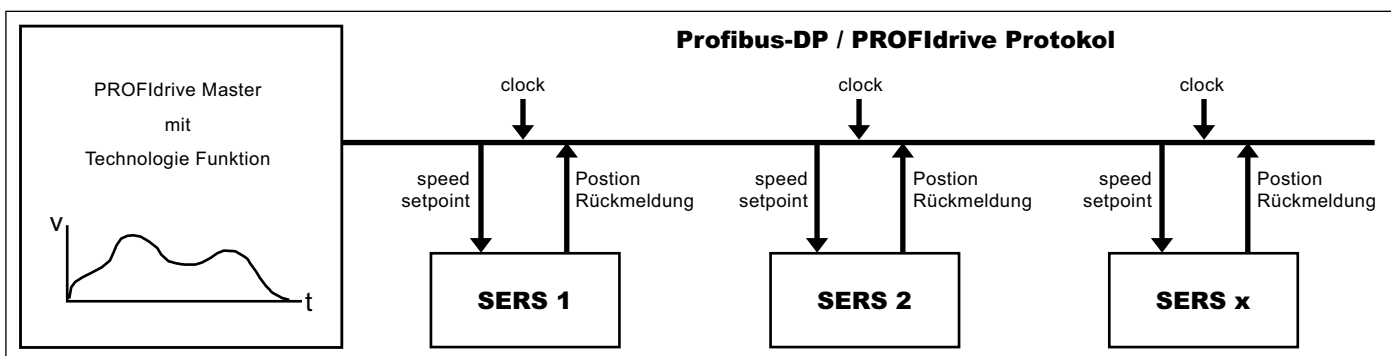 Profibus-DP / PROFIdrive Protokol
PROFIdrive Master
mit
Technologie Funktion
v
t
clock
speed
setpoint
Postion
Rückmeldung
SERS 1
clock
speed
setpoint
Postion
Rückmeldung
SERS 2
clock
speed
setpoint
Postion
Rückmeldung
SERS x